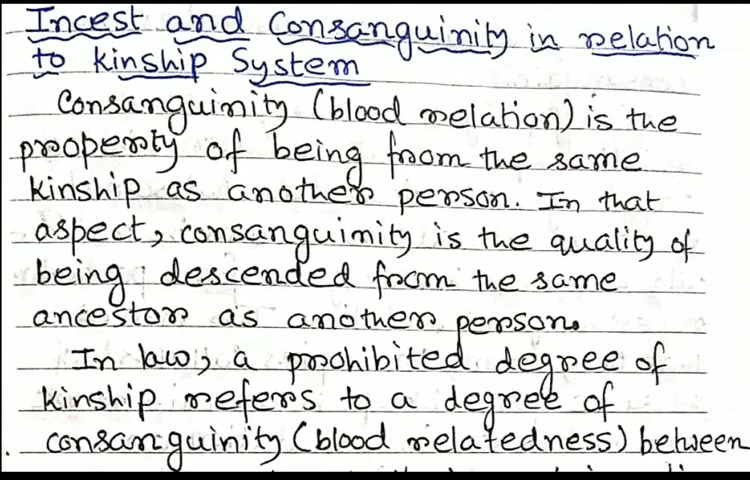 Incest and Consanguinity in relation
to kinship System
Consanguinity (blood relation) is the
property of being from the same
kinship as another person. In that
aspect, consanguimity is the quality of
being descended from the same
ancestor as another person.
In law, a prohibited degree of
kinship refers to a degree of
consanguinity (blood relatedness) between